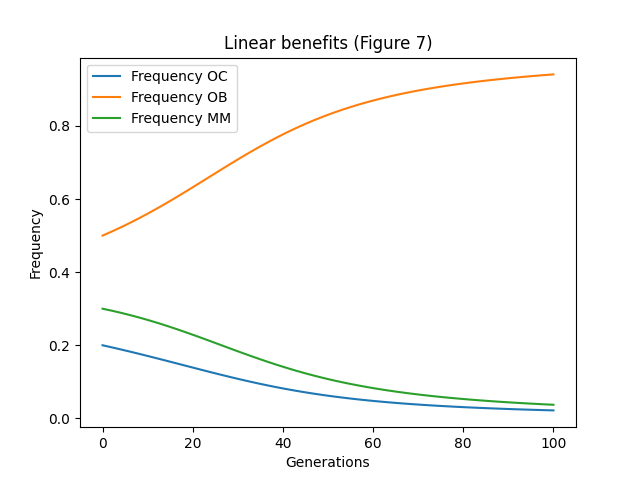 Linear benefits (Figure 7)
Frequency OC
Frequency OB
Frequency MM
Frequency
0.8
0.6
0.4
0.2
0.0
0 20 40 60 80 100
Generations